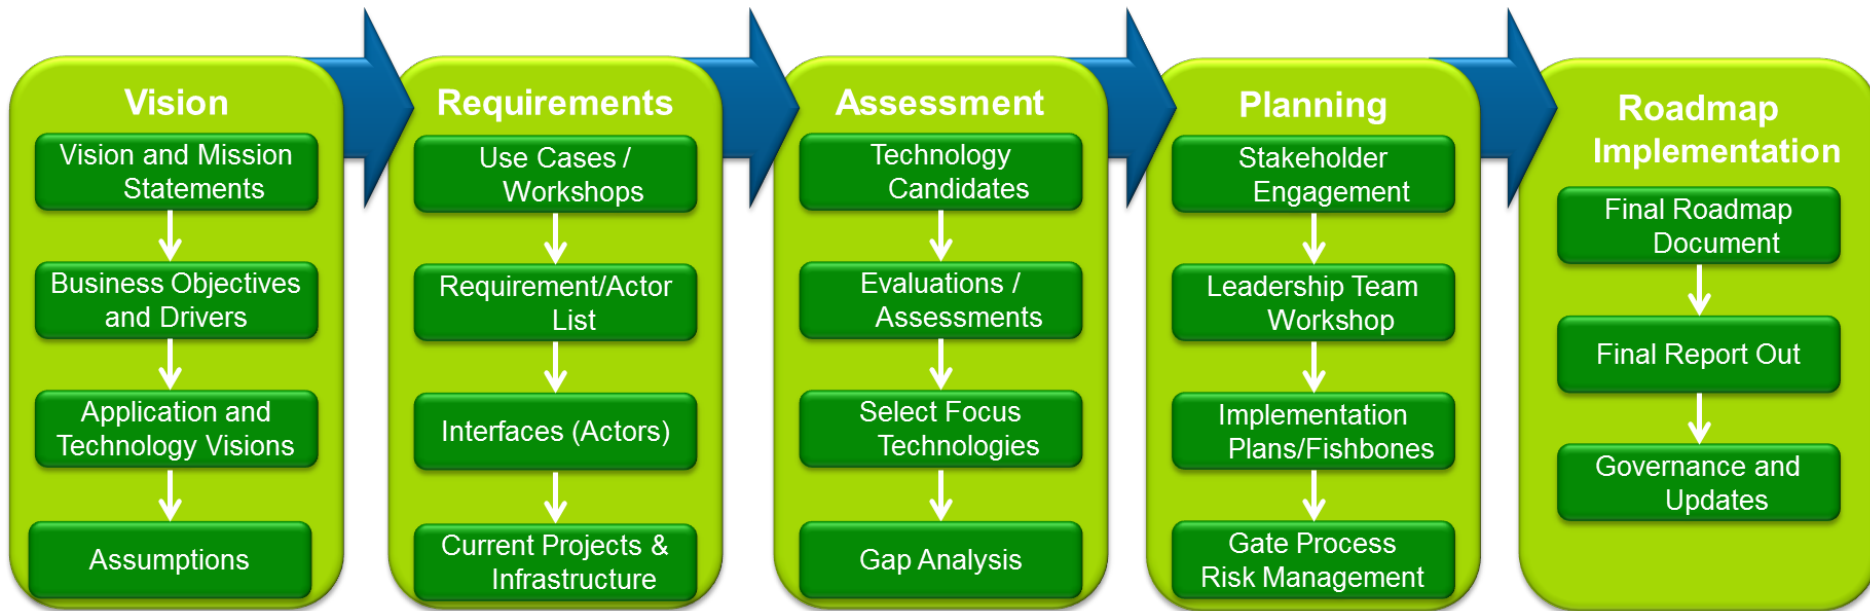 Vision
Vision and Mission
Statements
Business Objectives
and Drivers
Application and
Technology Visions
Assumptions
Requirements
Use Cases /
Workshops
Requirement/Actor
List
Interfaces (Actors)
Current Projects &
Infrastructure
Assessment
Technology
Candidates
Evaluations /
Assessments
Select Focus
Technologies
Gap Analysis
Planning
Stakeholder
Engagement
Leadership Team
Workshop
Implementation
Plans/Fishbones
Gate Process
Risk Management
Roadmap
Implementation
Final Roadmap
Document
Final Report Out
Governance and
Updates